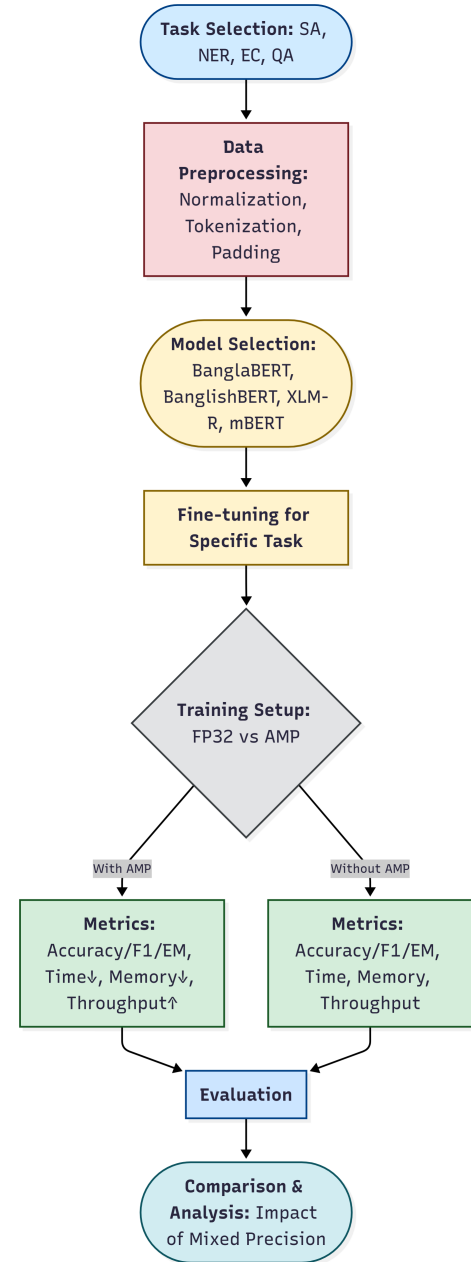 Task Selection: SA,
NER, EC, QA
Data
Preprocessing:
Normalization,
Tokenization,
Padding
Model Selection:
BanglaBERT,
BanglishBERT, XLM-
R, mBERT
Fine-tuning for
Specific Task
Training Setup:
FP32 vs AMP
With AMP
Without AMP
Metrics:
Accuracy/F1/EM,
Time↓, Memory↓,
Throughput↑
Metrics:
Accuracy/F1/EM,
Time, Memory,
Throughput
Evaluation
Comparison &
Analysis: Impact
of Mixed Precision